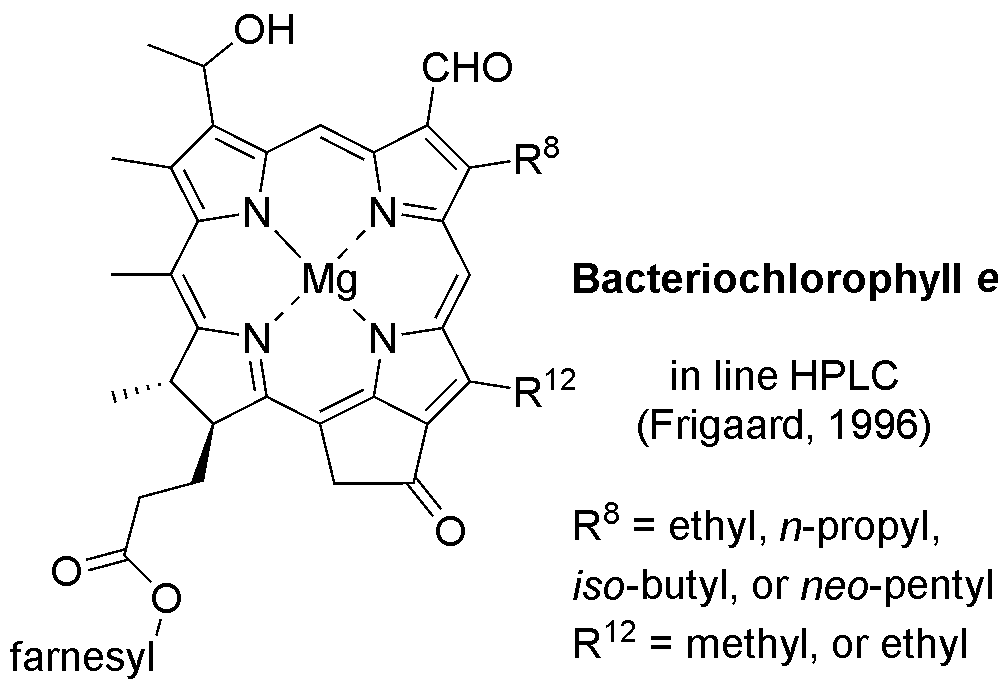 OH
CHO
R8
N
N
Mg
Bacteriochlorophyll e
N
N
R12
in line HPLC
(Frigaard, 1996)
O
R8 = ethyl, n-propyl,
iso-butyl, or neo-pentyl
R12 = methyl, or ethyl
O
O
farnesyl